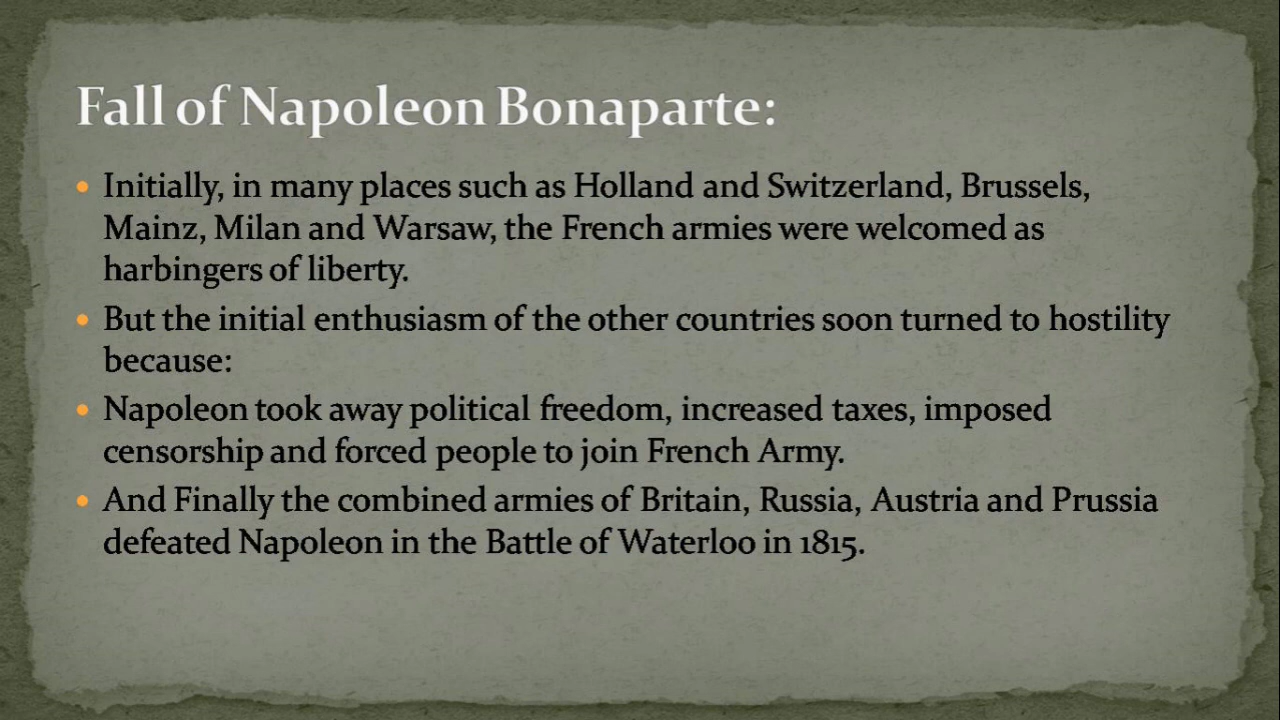 Fall of Napoleon Bonaparte:
• Initially, in many places such as Holland and Switzerland, Brussels,
Mainz, Milan and Warsaw, the French armies were welcomed as
harbingers of liberty.
• But the initial enthusiasm of the other countries soon turned to hostility
because:
• Napoleon took away political freedom, increased taxes, imposed
censorship and forced people to join French Army.
• And Finally the combined armies of Britain, Russia, Austria and Prussia
defeated Napoleon in the Battle of Waterloo in 1815.